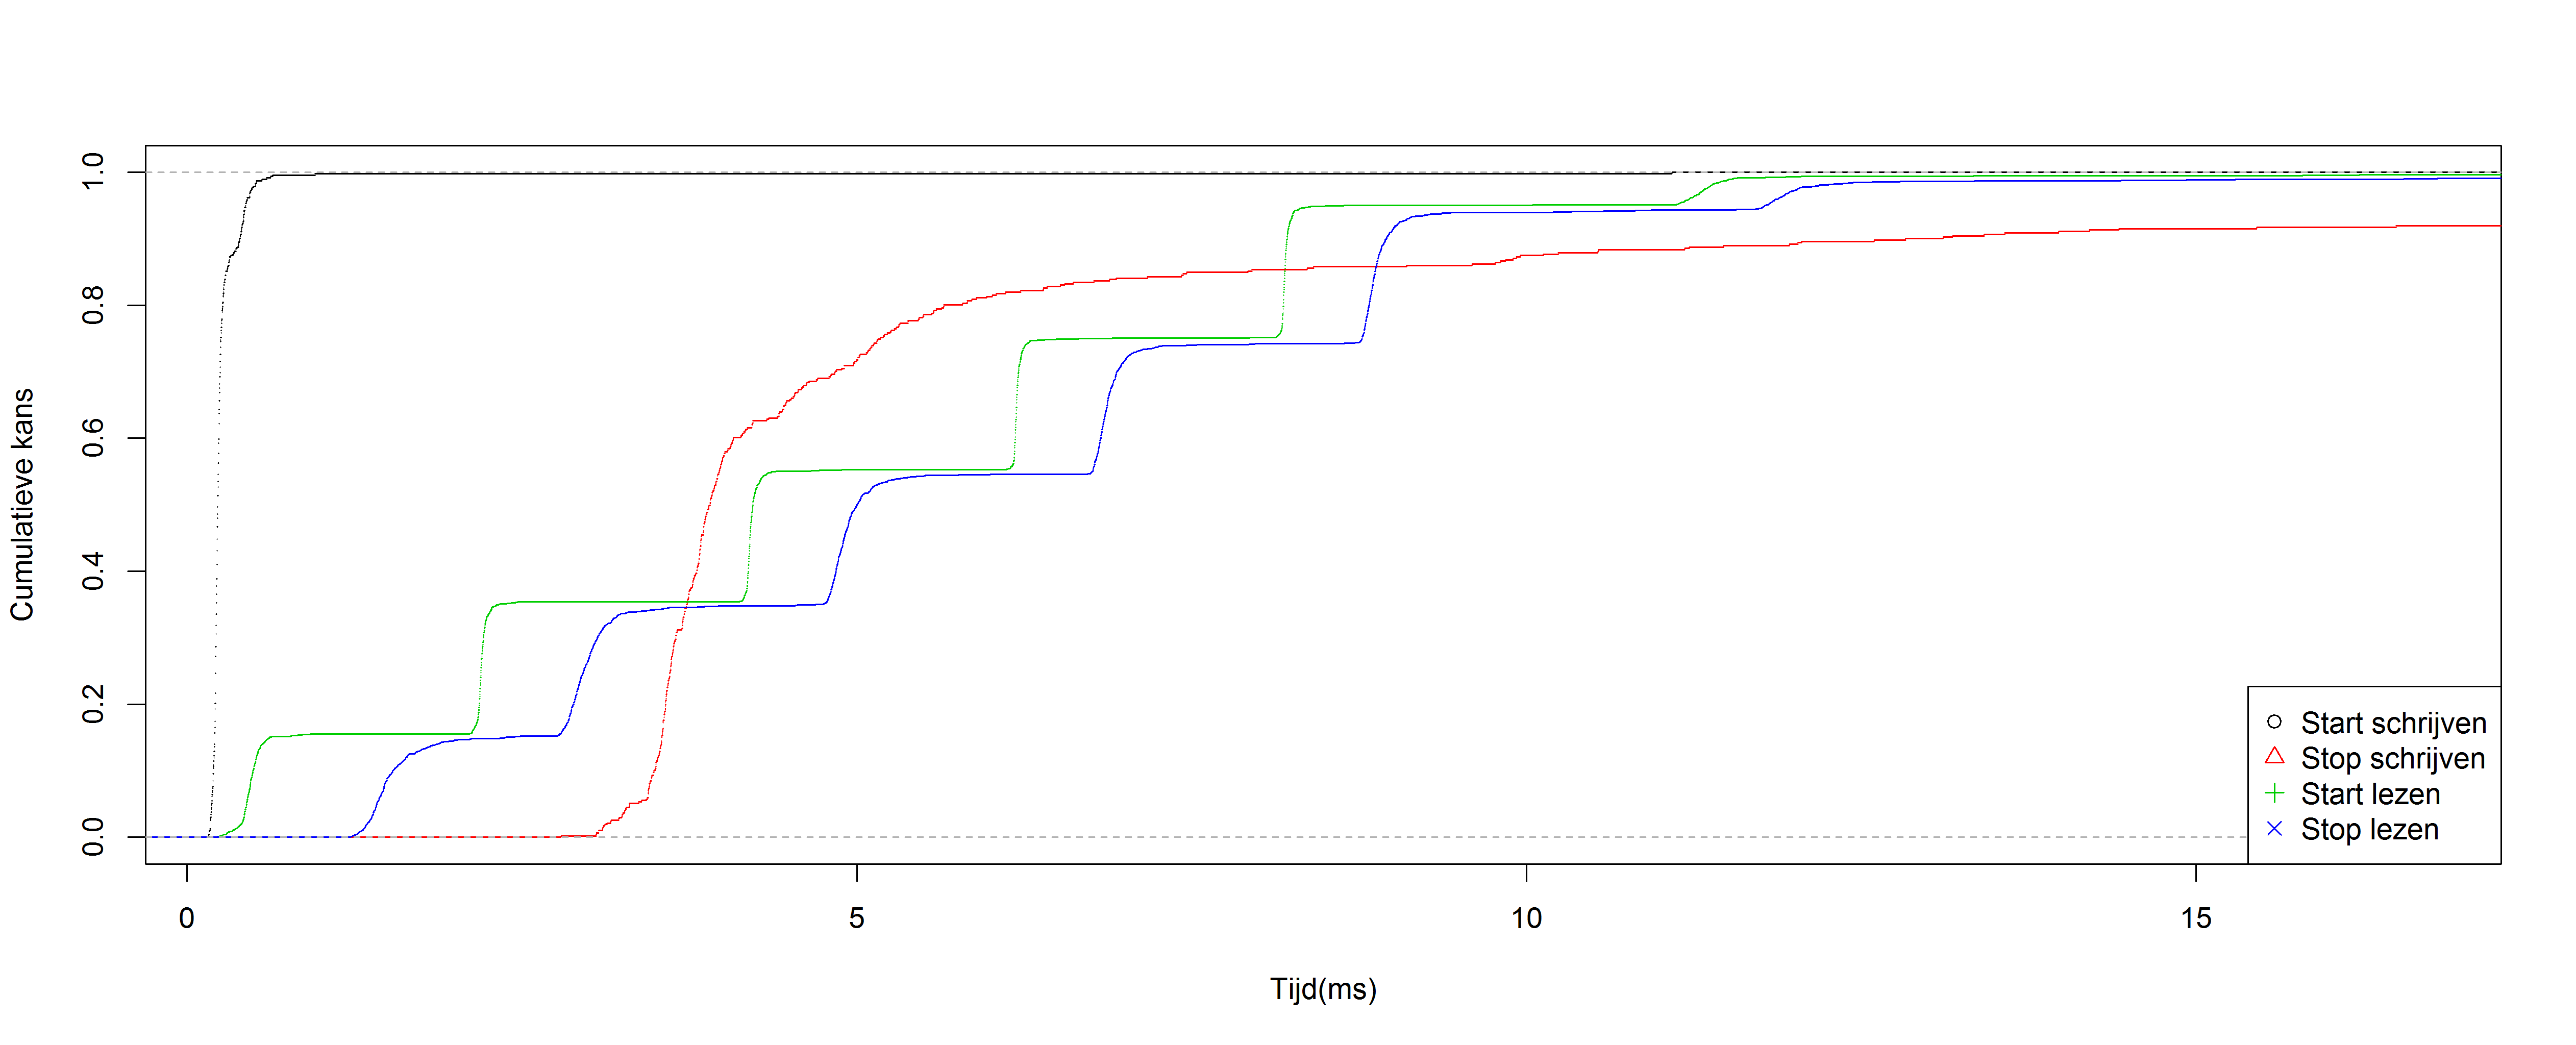 1.0
0.8
0.6
0.4
0.2
0.0
Cumulatieve kans
0 5 10 15
Tijd(ms)
Start schrijven
Stop schrijven
Start lezen
Stop lezen